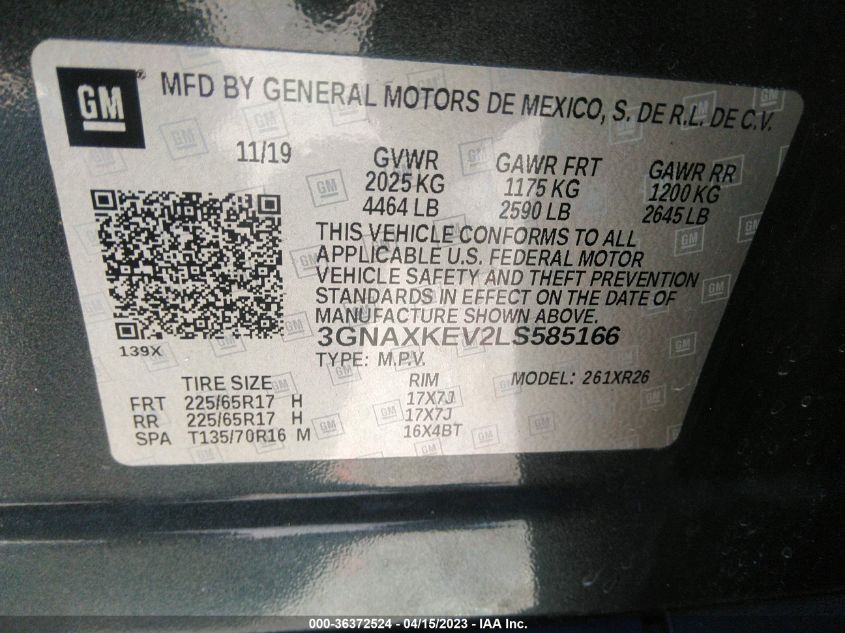 GM
MFD BY GENERAL MOTORS DE MEXICO, S. DE R.L. DE C.V.
11/19
GVWR
2025 KG
4464 LB
GAWR FRT
1175 KG
2590 LB
GAWR RR
1200 KG
2645 LB
THIS VEHICLE CONFORMS TO ALL
APPLICABLE U.S. FEDERAL MOTOR
VEHICLE SAFETY AND THEFT PREVENTION
STANDARDS IN EFFECT ON THE DATE OF
MANUFACTURE SHOWN ABOVE.
3GNAXKEV2LS585166
139X
TYPE: M.P.V.
TIRE SIZE RIM MODEL: 261XR26
FRT 225/65R17 H 17X7J
RR 225/65R17 H 17X7J
SPA T135/70R16 M 16X4BT
000-36372524 - 04/15/2023 - IAA Inc.